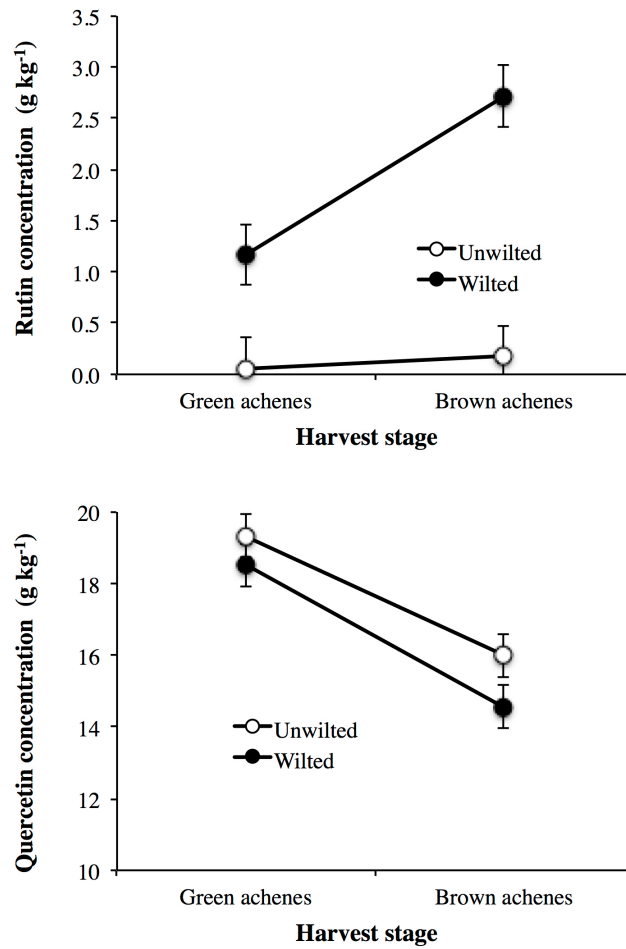 Rutin concentration (g kg⁻¹)
3.5
3.0
2.5
2.0
1.5
1.0
0.5
0.0
Unwilted
Wilted
Green achenes Brown achenes
Harvest stage
Quercetin concentration (g kg⁻¹)
20
18
16
14
12
10
Unwilted
Wilted
Green achenes Brown achenes
Harvest stage